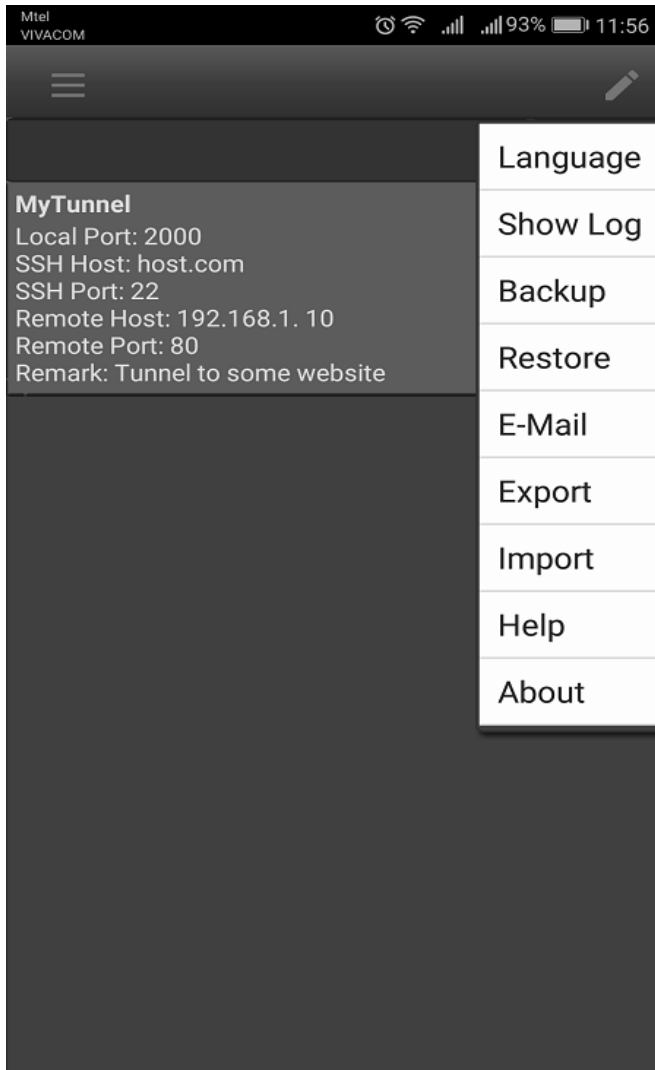 Mtel
VIVACOM
93% 11:56
MyTunnel
Local Port: 2000
SSH Host: host.com
SSH Port: 22
Remote Host: 192.168.1. 10
Remote Port: 80
Remark: Tunnel to some website
Language
Show Log
Backup
Restore
E-Mail
Export
Import
Help
About